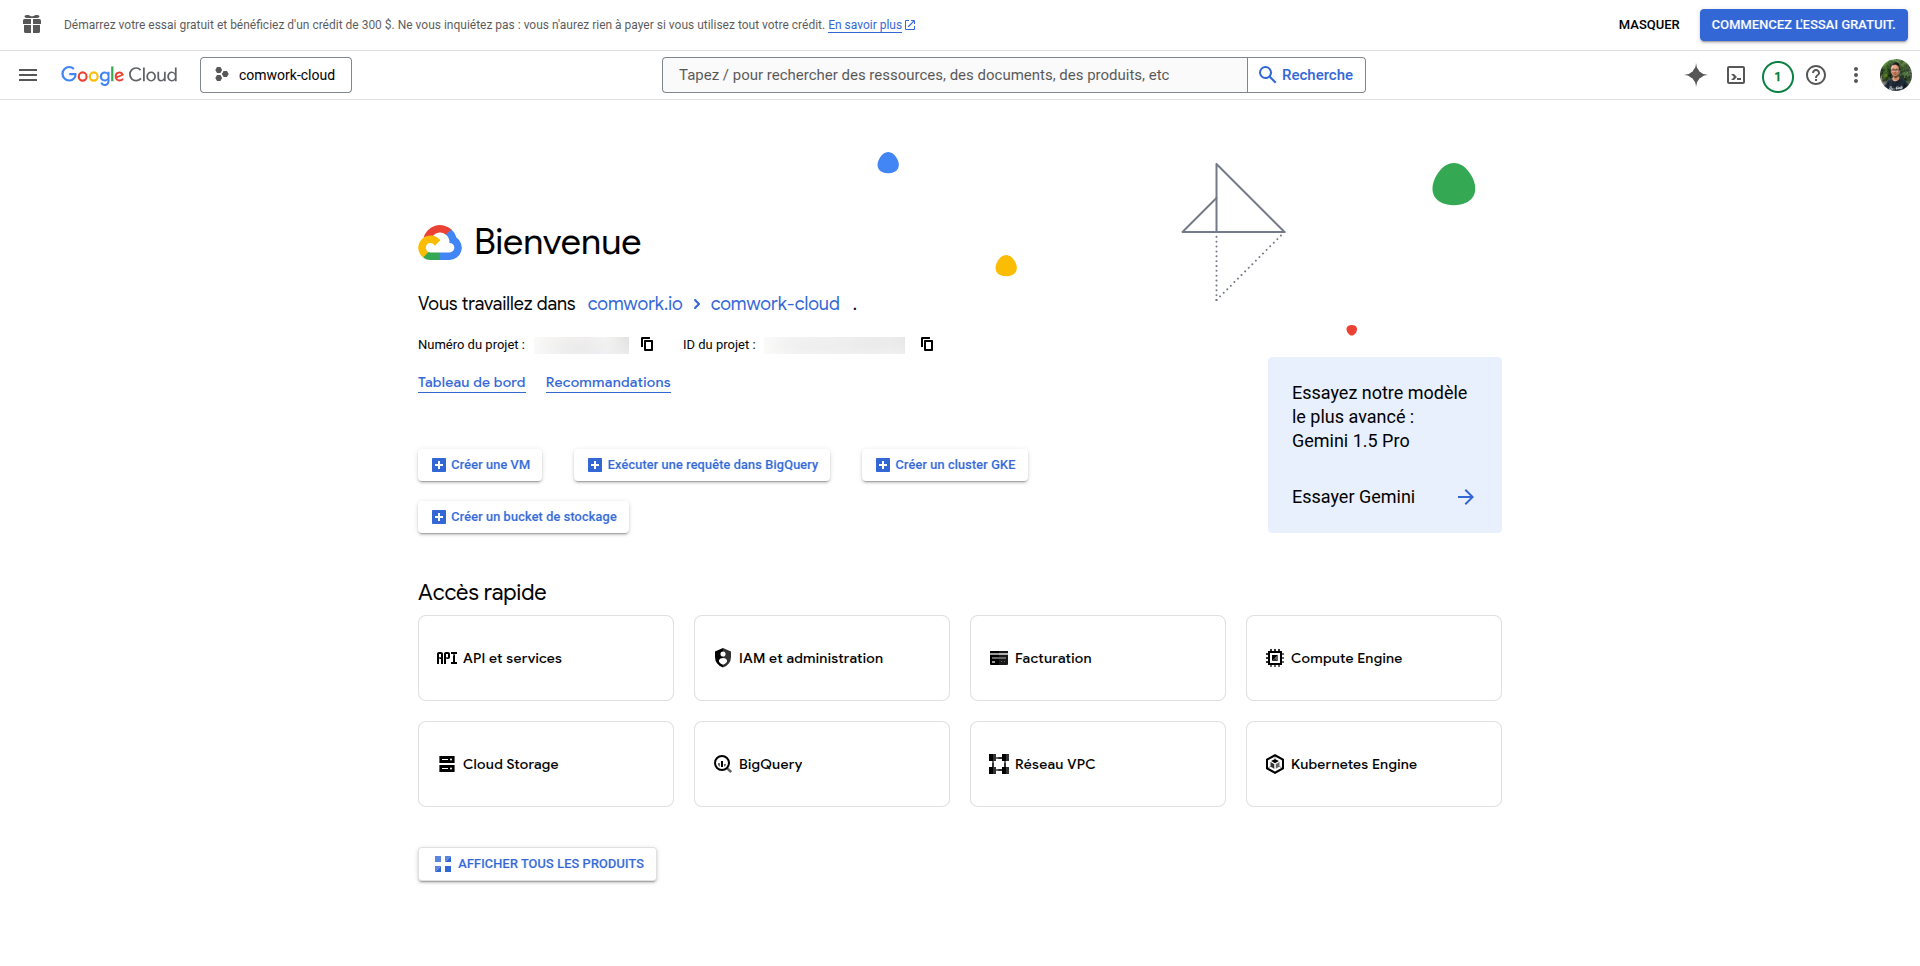 Démarrez votre essai gratuit et bénéficiez d'un crédit de 300 $. Ne vous inquiétez pas : vous n'aurez rien à payer si vous utilisez tout votre crédit. En savoir plus
MASQUER
COMMENCEZ L'ESSAI GRATUIT.
Google Cloud
comwork-cloud
Tapez / pour rechercher des ressources, des documents, des produits, etc
Recherche
1
Bienvenue
Vous travaillez dans comwork.io > comwork-cloud .
Numéro du projet :
ID du projet :
Tableau de bord
Recommandations
Essayez notre modèle
le plus avancé :
Gemini 1.5 Pro
Essayer Gemini
Créer une VM
Exécuter une requête dans BigQuery
Créer un cluster GKE
Créer un bucket de stockage
Accès rapide
API API et services
IAM et administration
Facturation
Compute Engine
Cloud Storage
BigQuery
Réseau VPC
Kubernetes Engine
AFFICHER TOUS LES PRODUITS